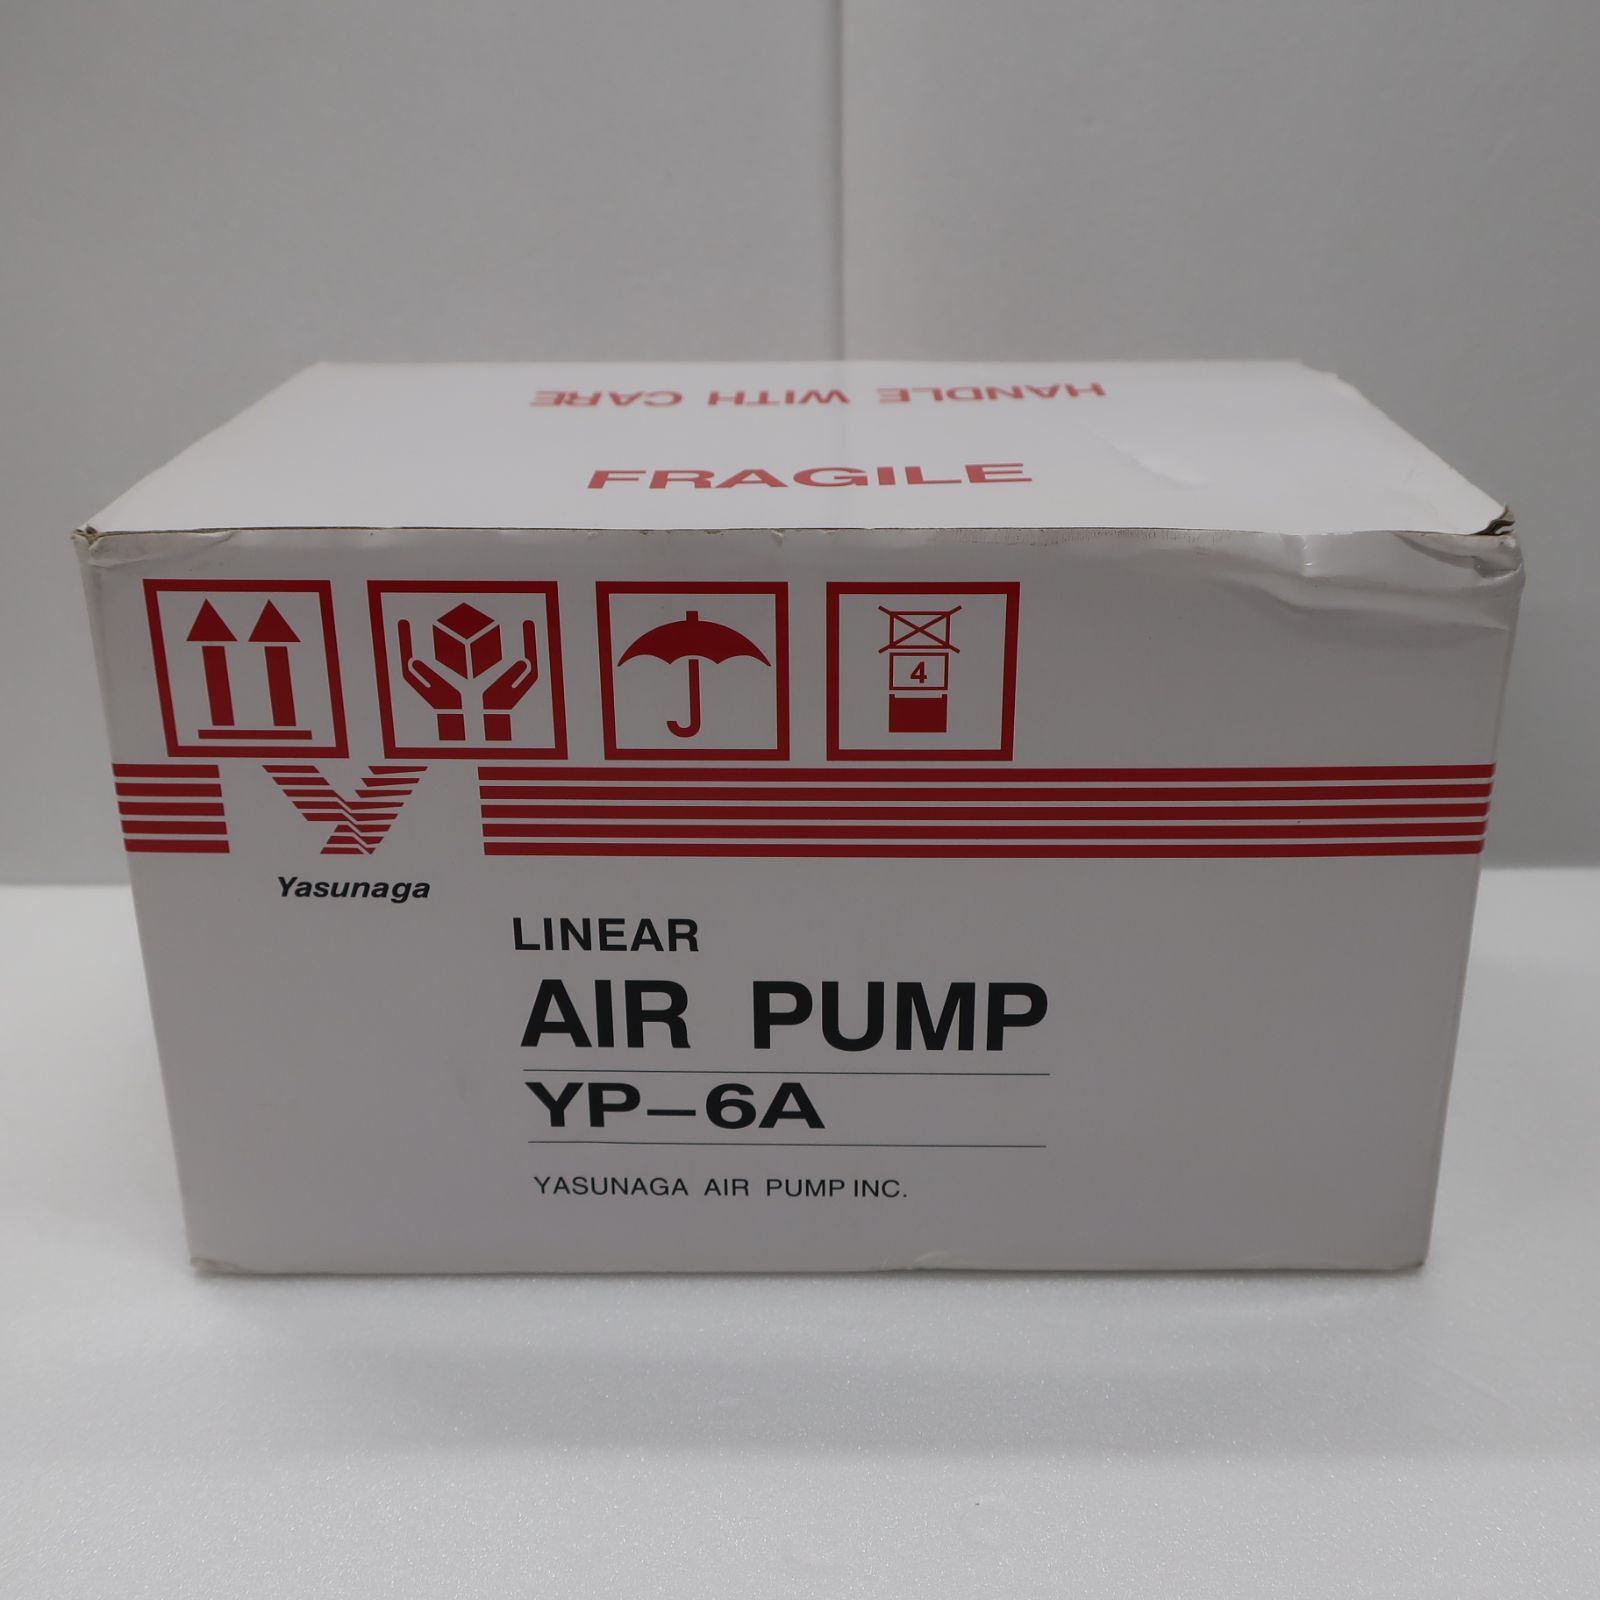 HANDLE WITH CARE
FRAGILE
4
Yasunaga
LINEAR
AIR PUMP
YP-6A
YASUNAGA AIR PUMP INC.